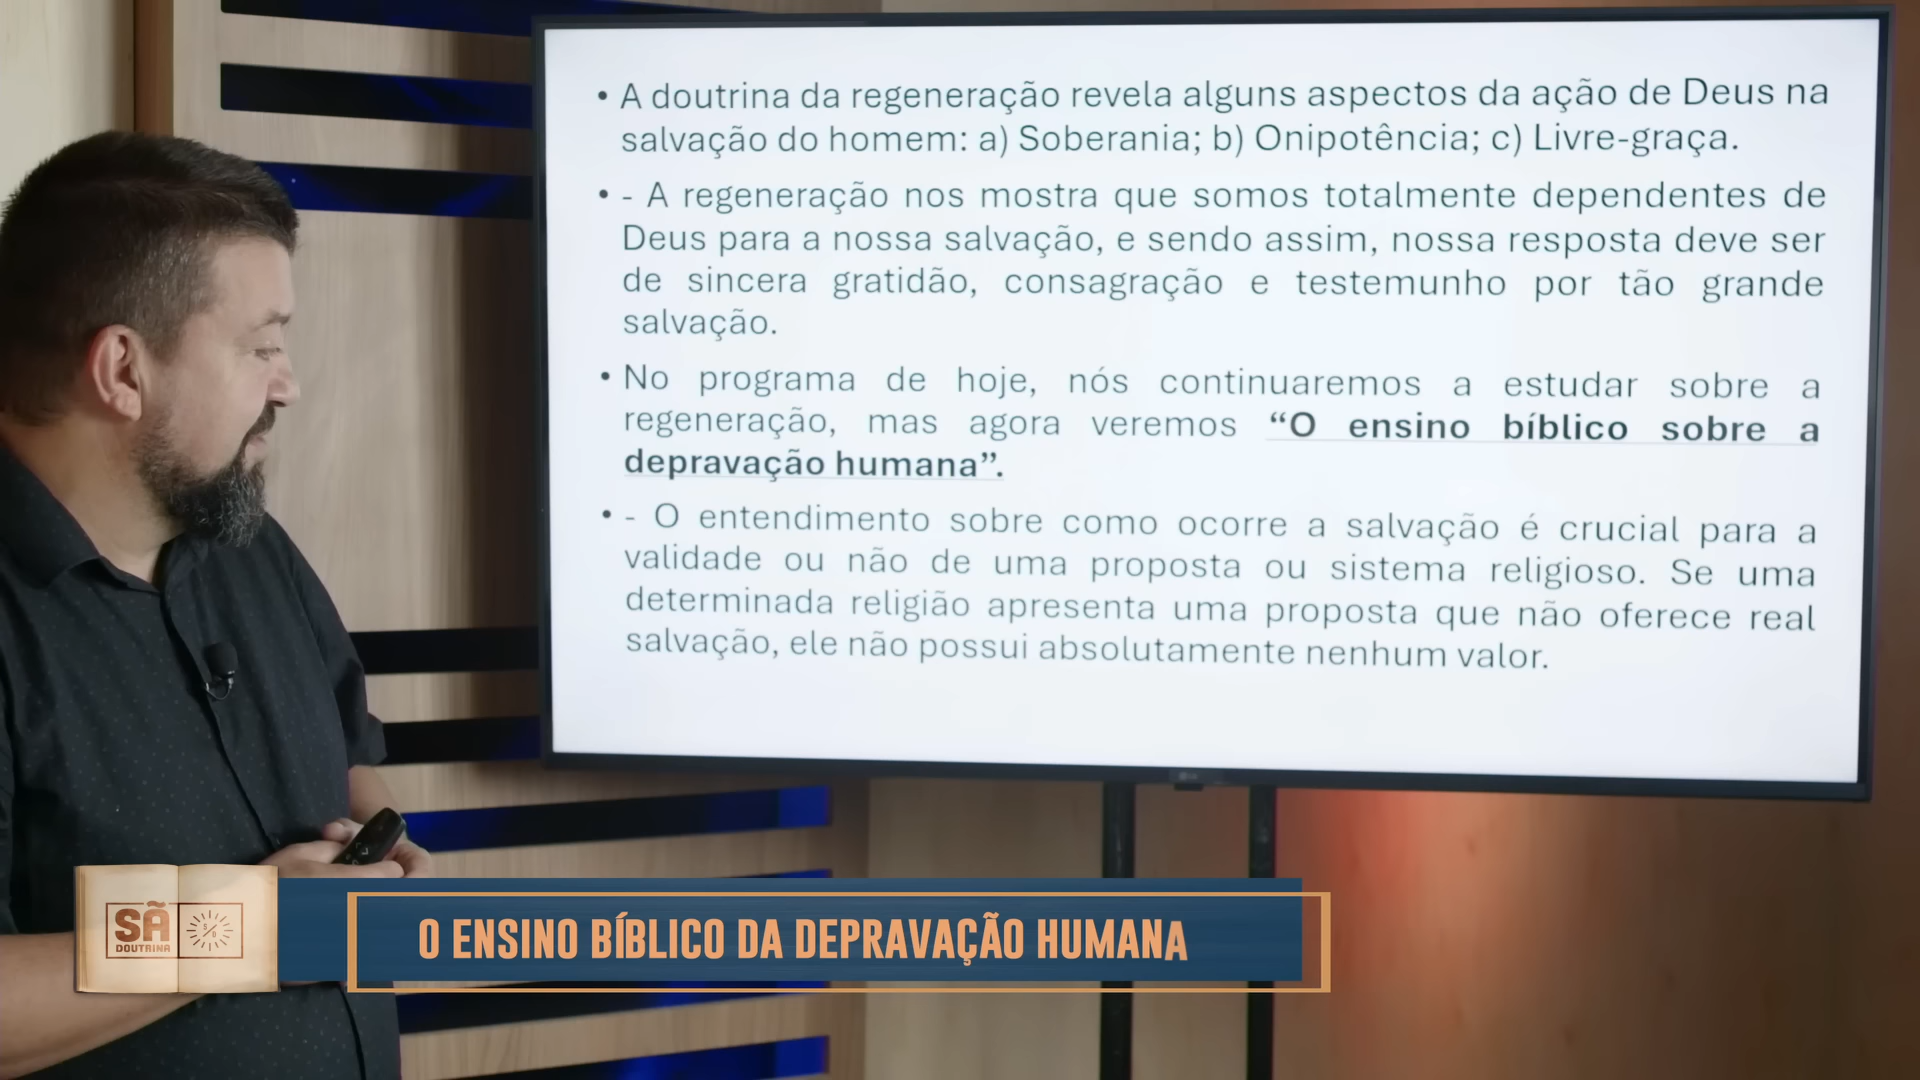 • A doutrina da regeneração revela alguns aspectos da ação de Deus na
salvação do homem: a) Soberania; b) Onipotência; c) Livre-graça.
• - A regeneração nos mostra que somos totalmente dependentes de
Deus para a nossa salvação, e sendo assim, nossa resposta deve ser
de sincera gratidão, consagração e testemunho por tão grande
salvação.
• No programa de hoje, nós continuaremos a estudar sobre a
regeneração, mas agora veremos “O ensino bíblico sobre a
depravação humana”.
• - O entendimento sobre como ocorre a salvação é crucial para a
validade ou não de uma proposta ou sistema religioso. Se uma
determinada religião apresenta uma proposta que não oferece real
salvação, ele não possui absolutamente nenhum valor.
SÃ
DOUTRINA
O ENSINO BÍBLICO DA DEPRAVAÇÃO HUMANA